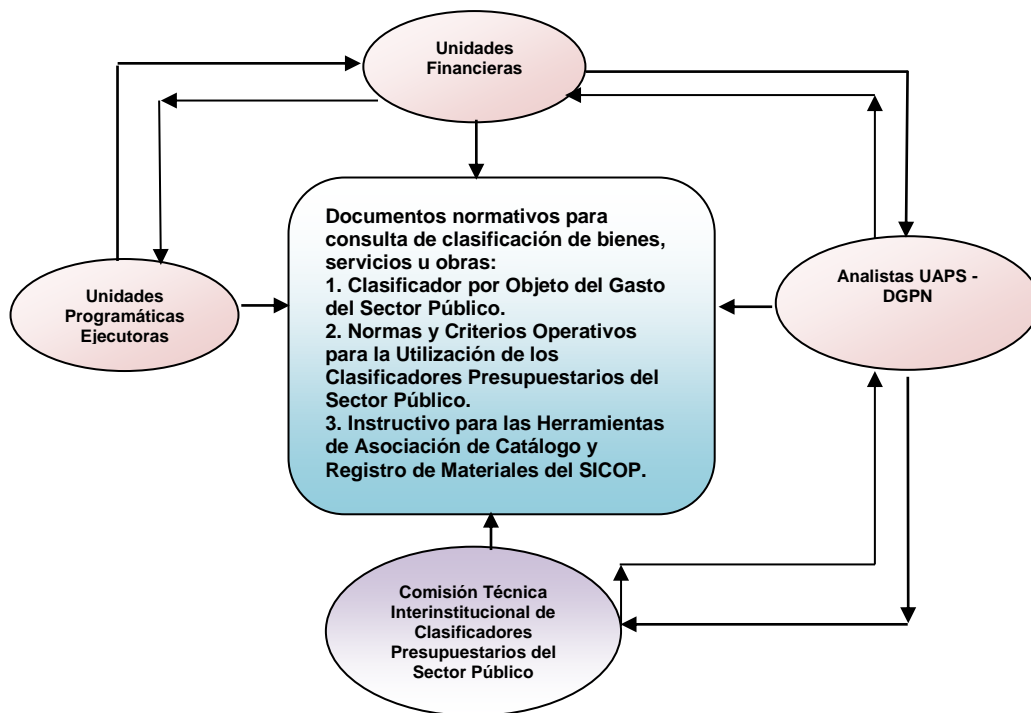 Unidades
Financieras
Documentos normativos para
consulta de clasificación de bienes,
servicios u obras:
1. Clasificador por Objeto del Gasto
del Sector Público.
2. Normas y Criterios Operativos
para la Utilización de los
Clasificadores Presupuestarios del
Sector Público.
3. Instructivo para las Herramientas
de Asociación de Catálogo y
Registro de Materiales del SICOP.
Unidades
Programáticas
Ejecutoras
Analistas UAPS -
DGPN
Comisión Técnica
Interinstitucional de
Clasificadores
Presupuestarios del
Sector Público